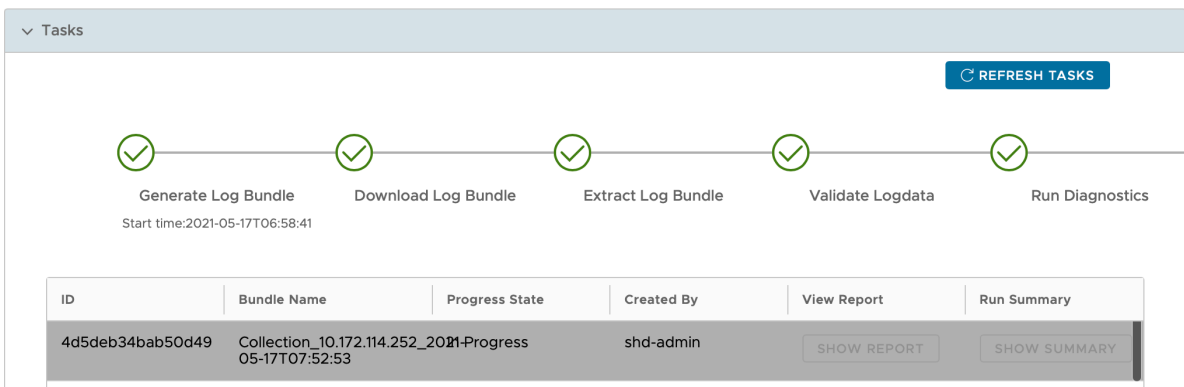 Tasks
REFRESH TASKS
Generate Log Bundle
Download Log Bundle
Extract Log Bundle
Validate Logdata
Run Diagnostics
Start time:2021-05-17T06:58:41
ID
Bundle Name
Progress State
Created By
View Report
Run Summary
4d5deb34bab50d49
Collection_10.172.114.252_2021-
05-17T07:52:53
In-Progress
shd-admin
SHOW REPORT
SHOW SUMMARY